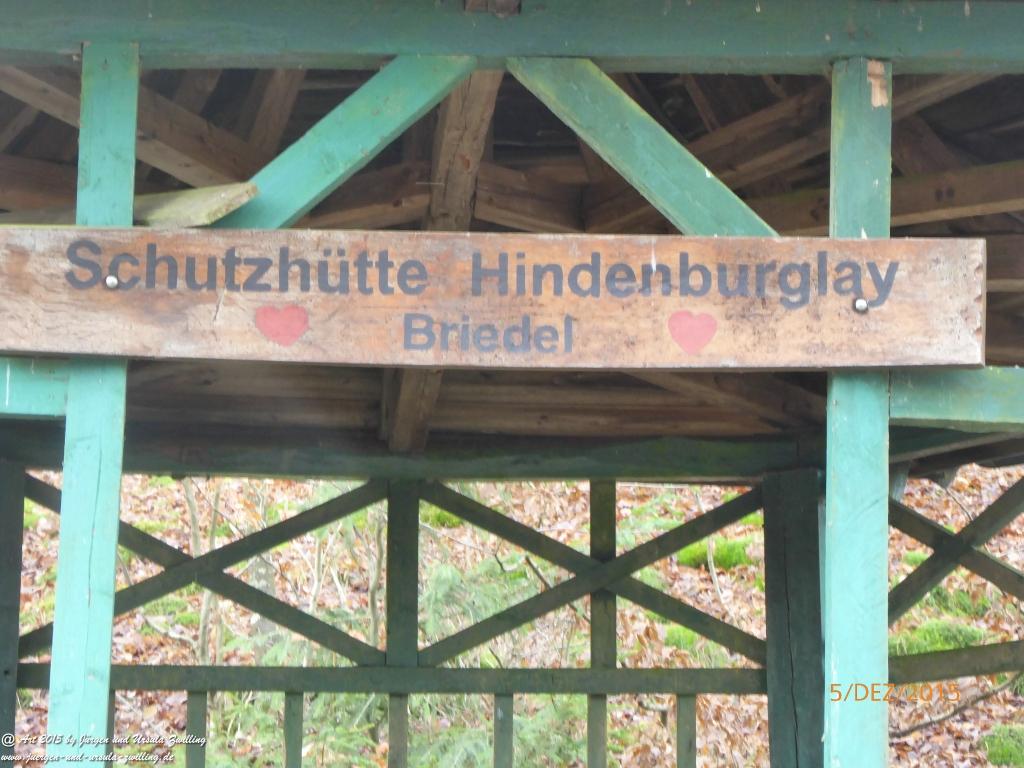 Schutzhütte Hindenburglay
Briedel
5/DEZ/2015
@ Art 2015 by Jürgen und Ursula Zwilling
www.juergen-und-ursula-zwilling.de